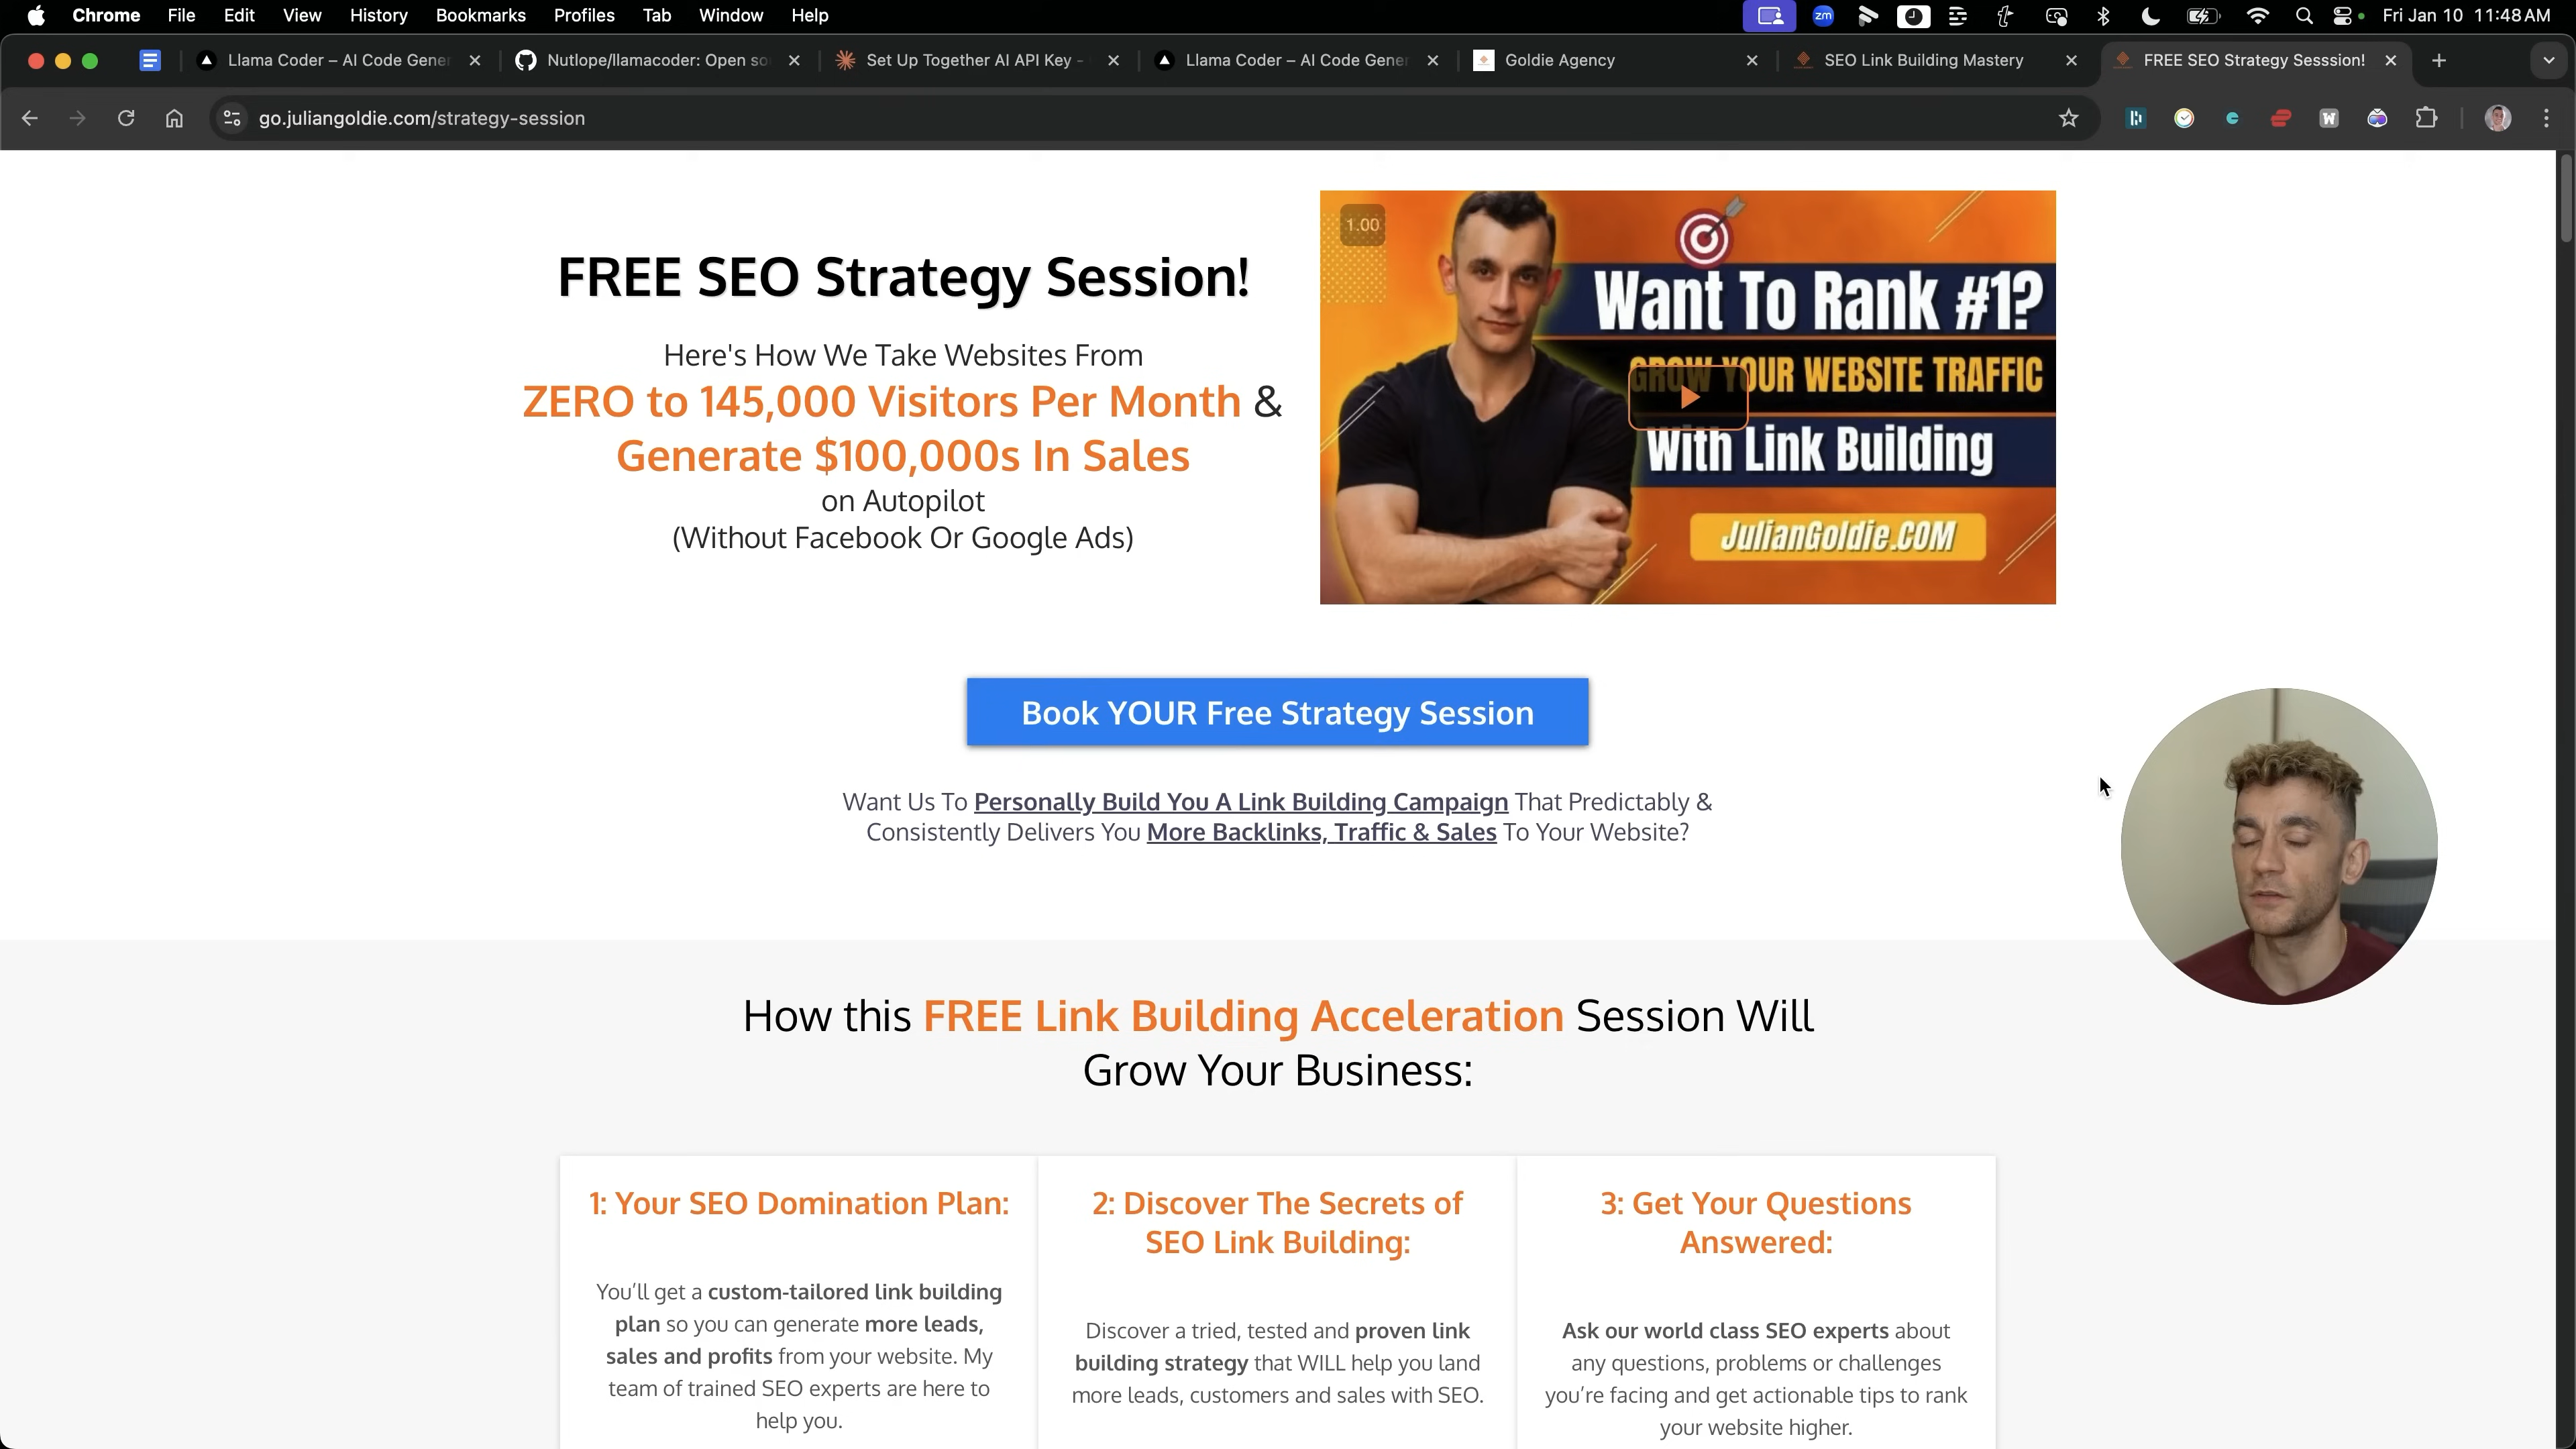 Chrome File Edit View History Bookmarks Profiles Tab Window Help
zm
Fri Jan 10 11:48 AM
Llama Coder – AI Code Gener
Nutlope/llamacoder: Open so
Set Up Together AI API Key -
Llama Coder – AI Code Gener
Goldie Agency
SEO Link Building Mastery
FREE SEO Strategy Sesssion!
go.juliangoldie.com/strategy-session
FREE SEO Strategy Session!
Here's How We Take Websites From
ZERO to 145,000 Visitors Per Month &
Generate $100,000s In Sales
on Autopilot
(Without Facebook Or Google Ads)
1.00
Want To Rank #1?
GROW YOUR WEBSITE TRAFFIC
With Link Building
JulianGoldie.COM
Book YOUR Free Strategy Session
Want Us To Personally Build You A Link Building Campaign That Predictably &
Consistently Delivers You More Backlinks, Traffic & Sales To Your Website?
How this FREE Link Building Acceleration Session Will
Grow Your Business:
1: Your SEO Domination Plan:
You'll get a custom-tailored link building
plan so you can generate more leads,
sales and profits from your website. My
team of trained SEO experts are here to
help you.
2: Discover The Secrets of
SEO Link Building:
Discover a tried, tested and proven link
building strategy that WILL help you land
more leads, customers and sales with SEO.
3: Get Your Questions
Answered:
Ask our world class SEO experts about
any questions, problems or challenges
you're facing and get actionable tips to rank
your website higher.